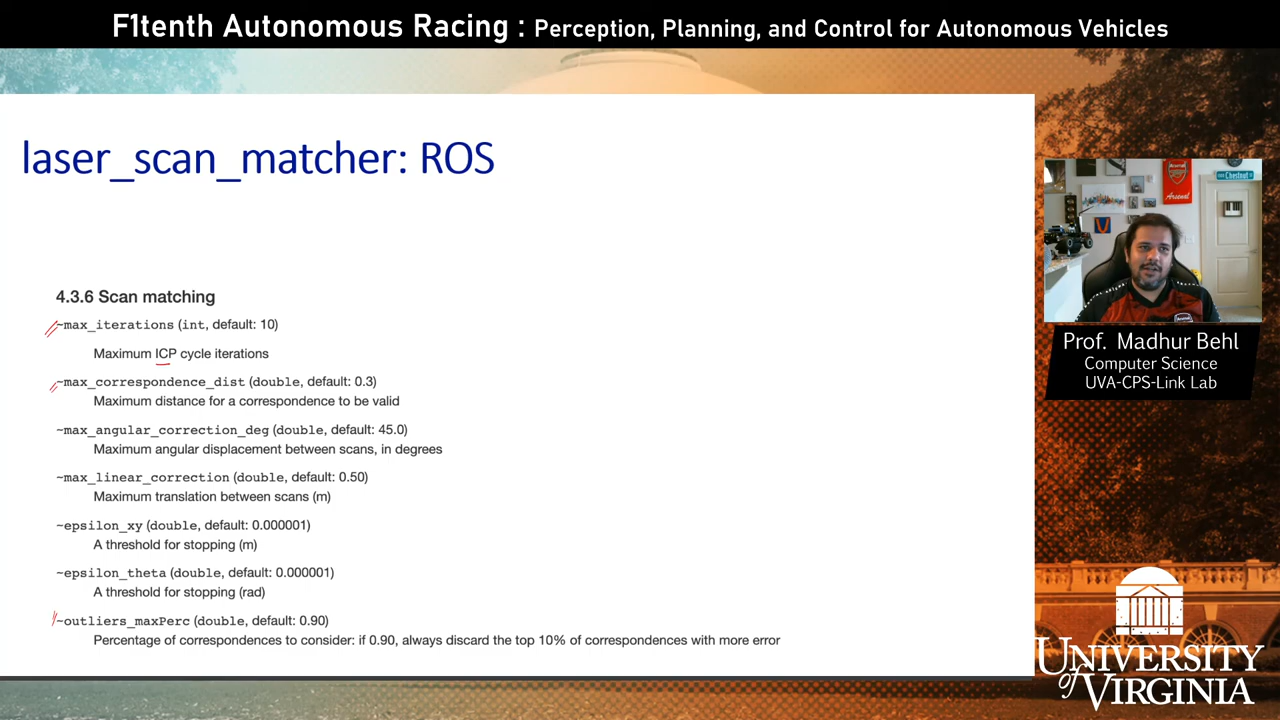 F1tenth Autonomous Racing : Perception, Planning, and Control for Autonomous Vehicles
laser_scan_matcher: ROS
4.3.6 Scan matching
~max_iterations (int, default: 10)
Maximum ICP cycle iterations
~max_correspondence_dist (double, default: 0.3)
Maximum distance for a correspondence to be valid
~max_angular_correction_deg (double, default: 45.0)
Maximum angular displacement between scans, in degrees
~max_linear_correction (double, default: 0.50)
Maximum translation between scans (m)
~epsilon_xy (double, default: 0.000001)
A threshold for stopping (m)
~epsilon_theta (double, default: 0.000001)
A threshold for stopping (rad)
~outliers_maxPerc (double, default: 0.90)
Percentage of correspondences to consider: if 0.90, always discard the top 10% of correspondences with more error
Chestnut
Arsenal
Prof. Madhur Behl
Computer Science
UVA-CPS-Link Lab
UNIVERSITY
of VIRGINIA